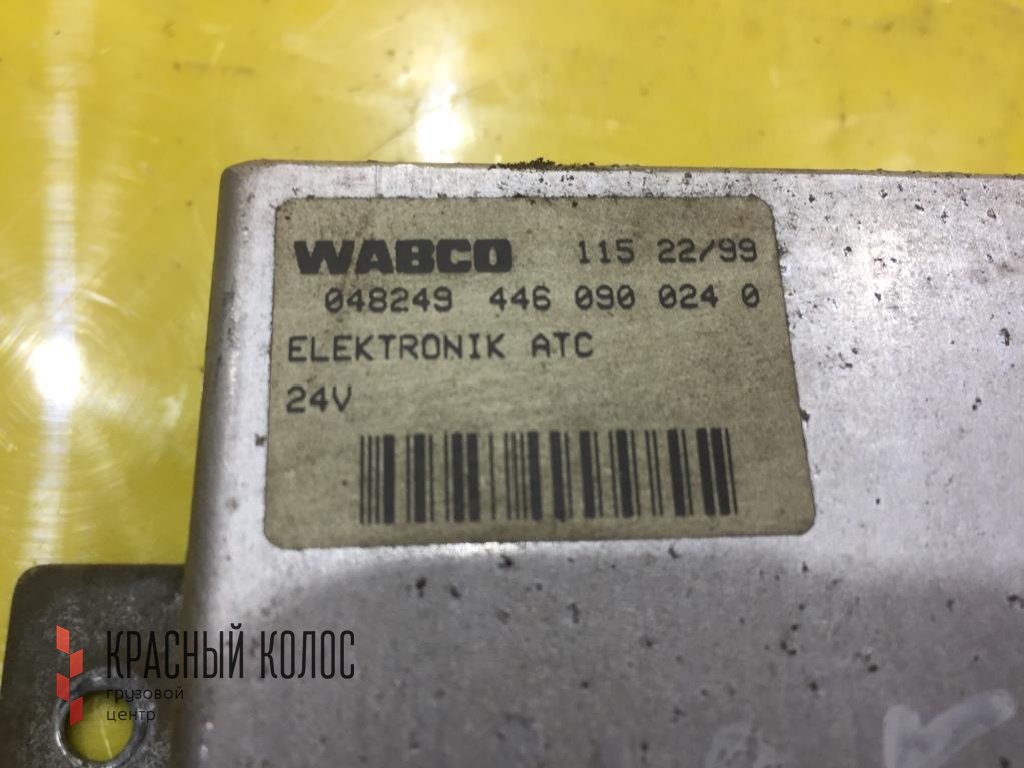 WABCO 115 22/99
048249 446 090 024 0
ELEKTRONIK ATC
24V
КРАСНЫЙ КОЛОС
грузовой
центр